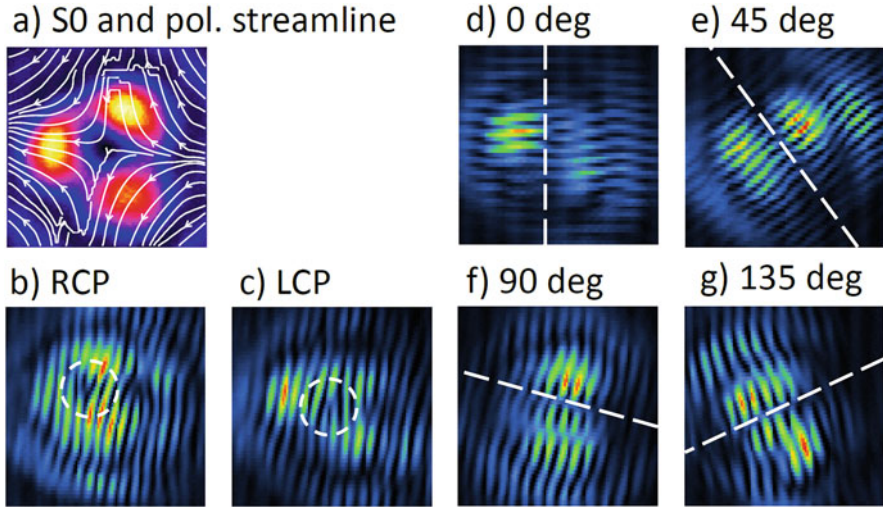 a) S0 and pol. streamline
d) 0 deg
e) 45 deg
b) RCP
c) LCP
f) 90 deg
g) 135 deg